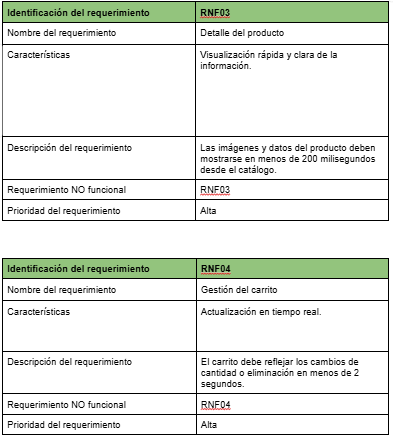 Identificación del requerimiento RNF03
Nombre del requerimiento Detalle del producto
Características Visualización rápida y clara de la
información.
Descripción del requerimiento Las imágenes y datos del producto deben
mostrarse en menos de 200 milisegundos
desde el catálogo.
Requerimiento NO funcional RNF03
Prioridad del requerimiento Alta
Identificación del requerimiento RNF04
Nombre del requerimiento Gestión del carrito
Características Actualización en tiempo real.
Descripción del requerimiento El carrito debe reflejar los cambios de
cantidad o eliminación en menos de 2
segundos.
Requerimiento NO funcional RNF04
Prioridad del requerimiento Alta